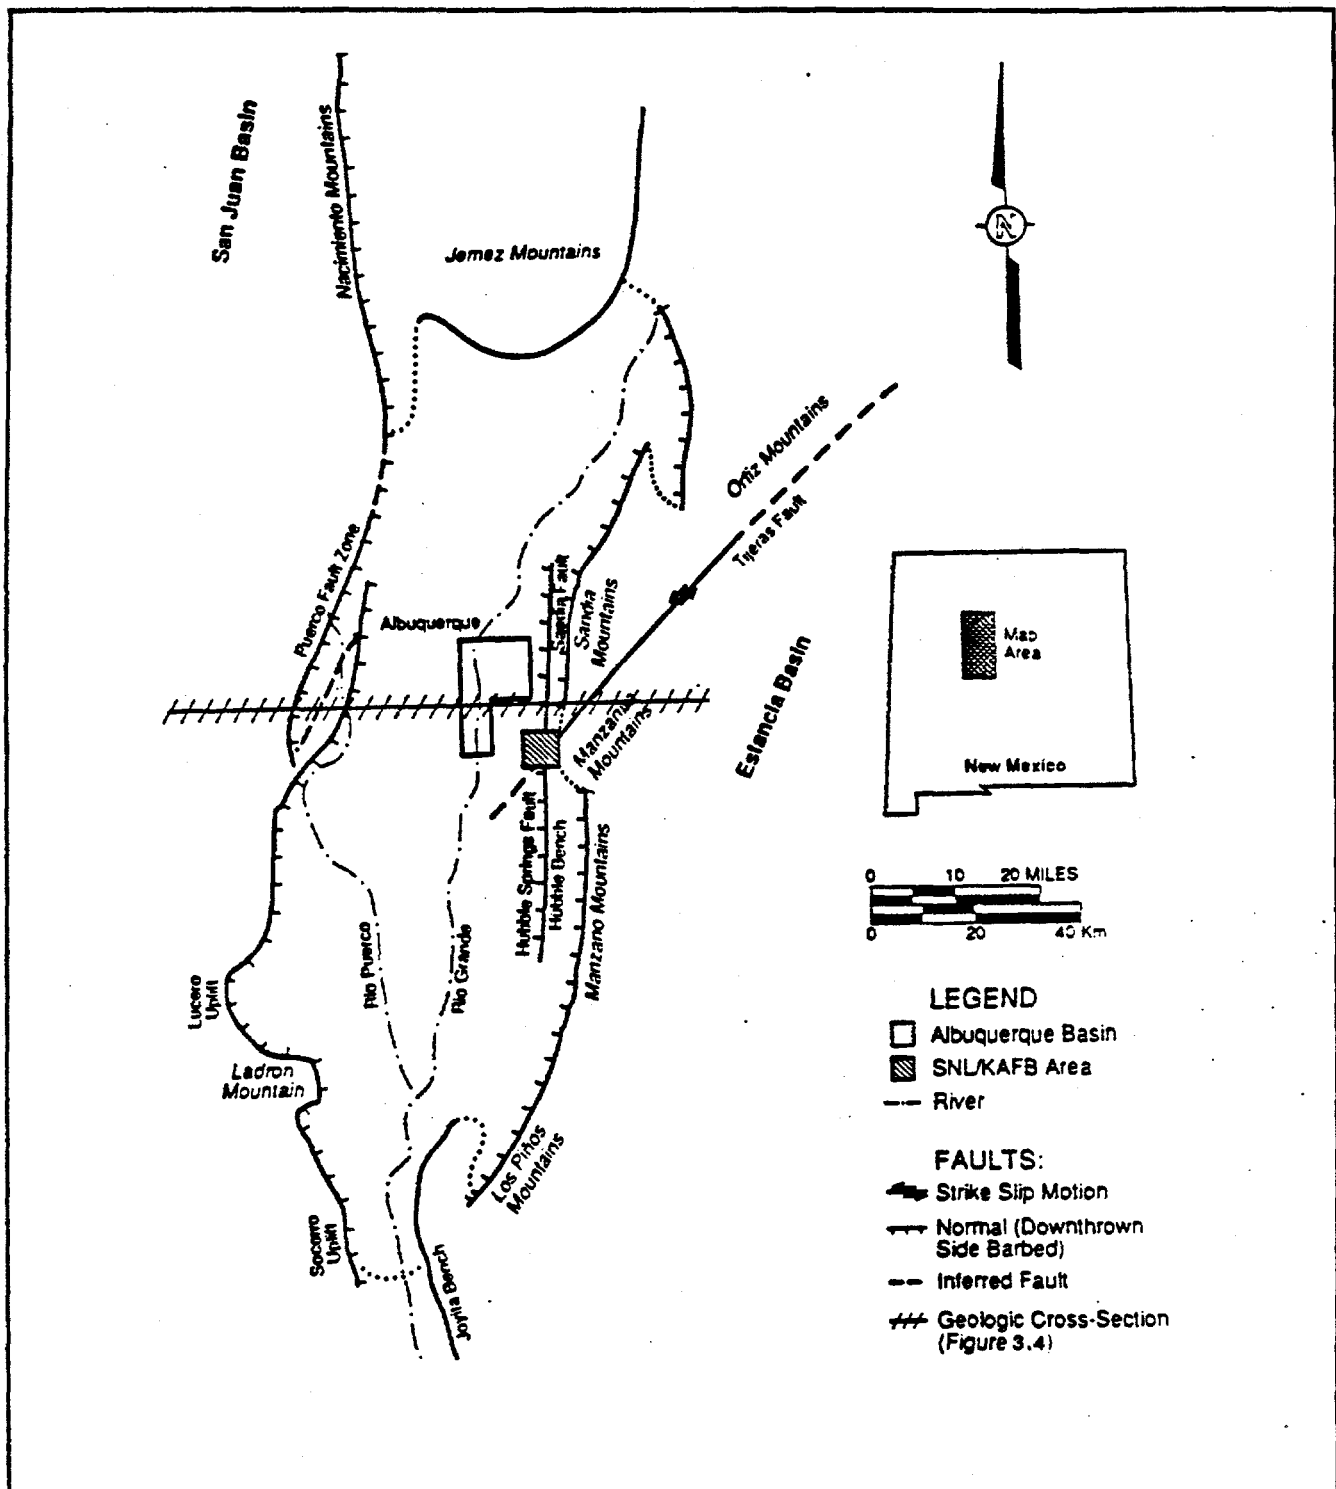 San Juan Basin
Nacimiento Mountains
Jemez Mountains
N
Ortiz Mountains
Tijeras Fault
Puerco Fault Zone
Albuquerque
Sandia Fault
Sandia
Mountains
Map
Area
New Mexico
Estancia Basin
Manzanita
Mountains
Hubble Springs Fault
Hubble Bench
Manzano Mountains
0 10 20 MILES
0 20 40 Km
Rio Puerco
Rio Grande
Lucero
Uplift
Ladron
Mountain
Los Piños
Mountains
Socorro
Uplift
Joyita Bench
LEGEND
Albuquerque Basin
SNL/KAFB Area
River
FAULTS:
Strike Slip Motion
Normal (Downthrown
Side Barbed)
Inferred Fault
Geologic Cross-Section
(Figure 3.4)